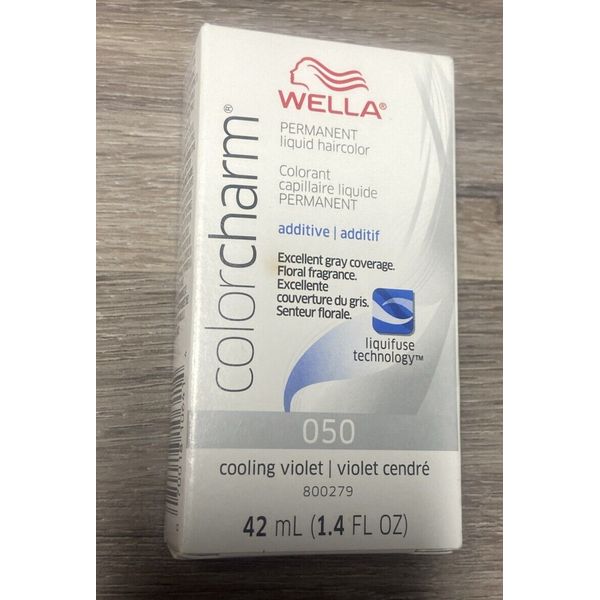 WELLA®
PERMANENT
liquid haircolor
Colorant
capillaire liquide
PERMANENT
additive | additif
Excellent gray coverage.
Floral fragrance.
Excellente
couverture du gris.
Senteur florale.
liquifuse
technology™
colorcharm®
050
cooling violet | violet cendré
800279
42 mL (1.4 FL OZ)